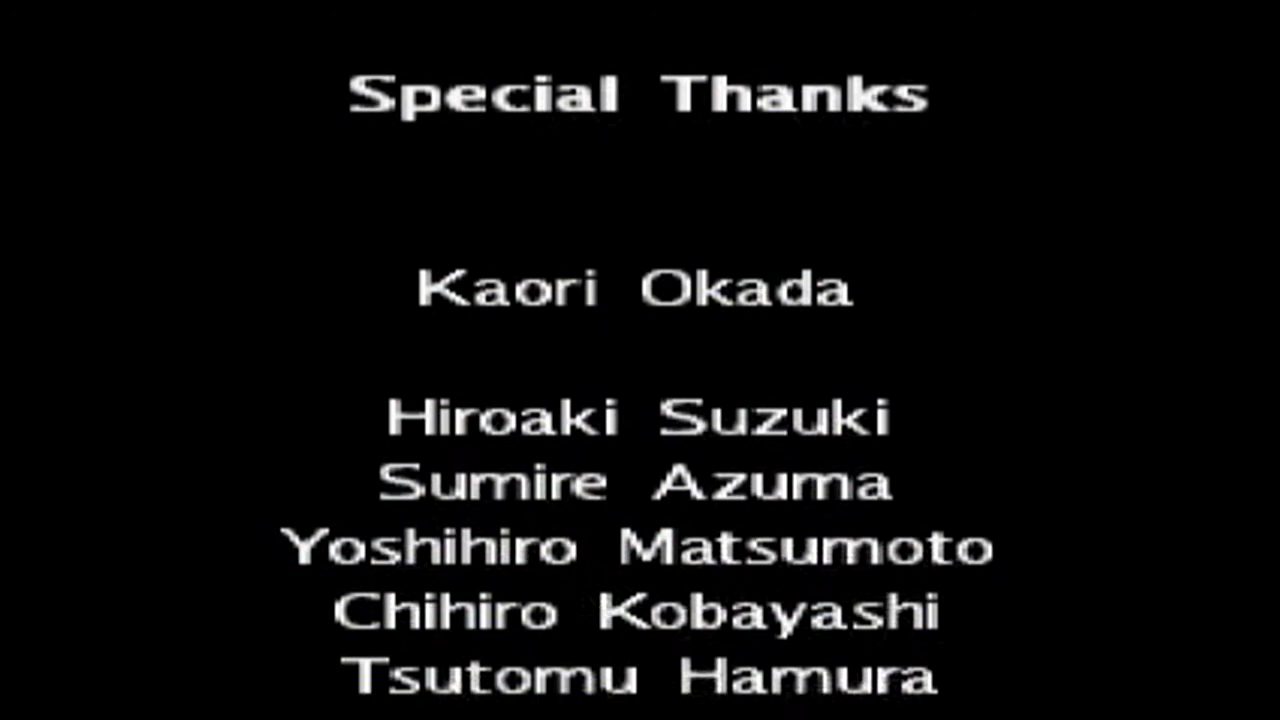 Special Thanks
Kaori Okada
Hiroaki Suzuki
Sumire Azuma
Yoshihiro Matsumoto
Chihiro Kobayashi
Tsutomu Hamura